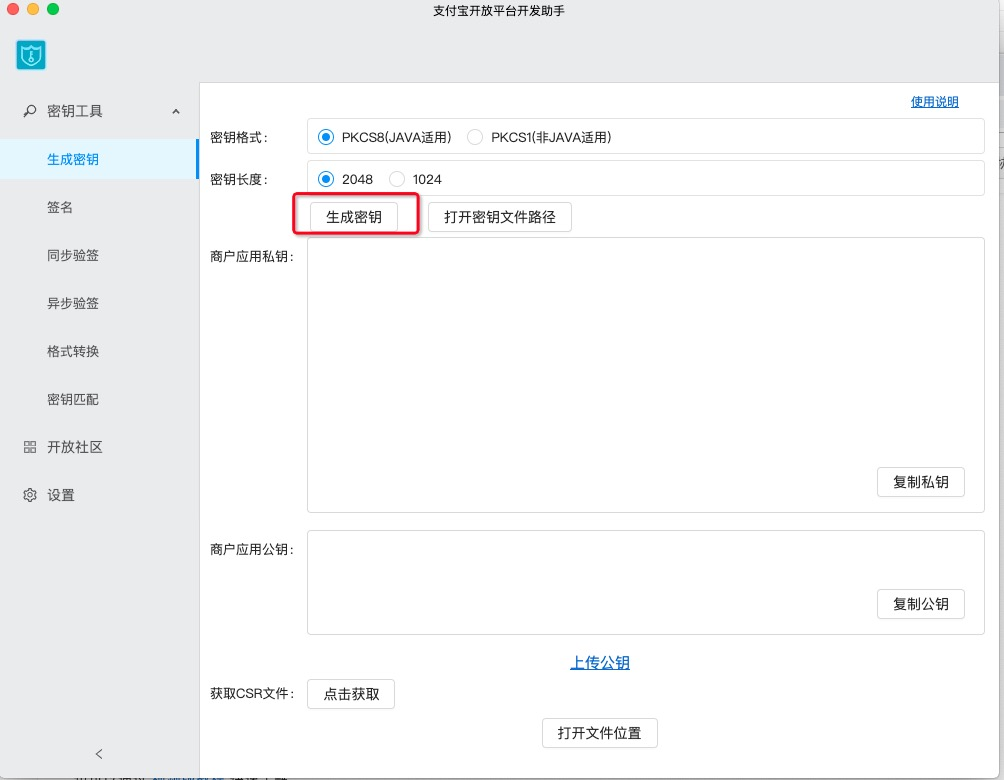 支付宝开放平台开发助手
密钥工具
生成密钥
签名
同步验签
异步验签
格式转换
密钥匹配
开放社区
设置
使用说明
密钥格式: PKCS8(JAVA适用) PKCS1(非JAVA适用)
密钥长度: 2048 1024
生成密钥 打开密钥文件路径
商户应用私钥:
复制私钥
商户应用公钥:
复制公钥
上传公钥
获取CSR文件: 点击获取
打开文件位置